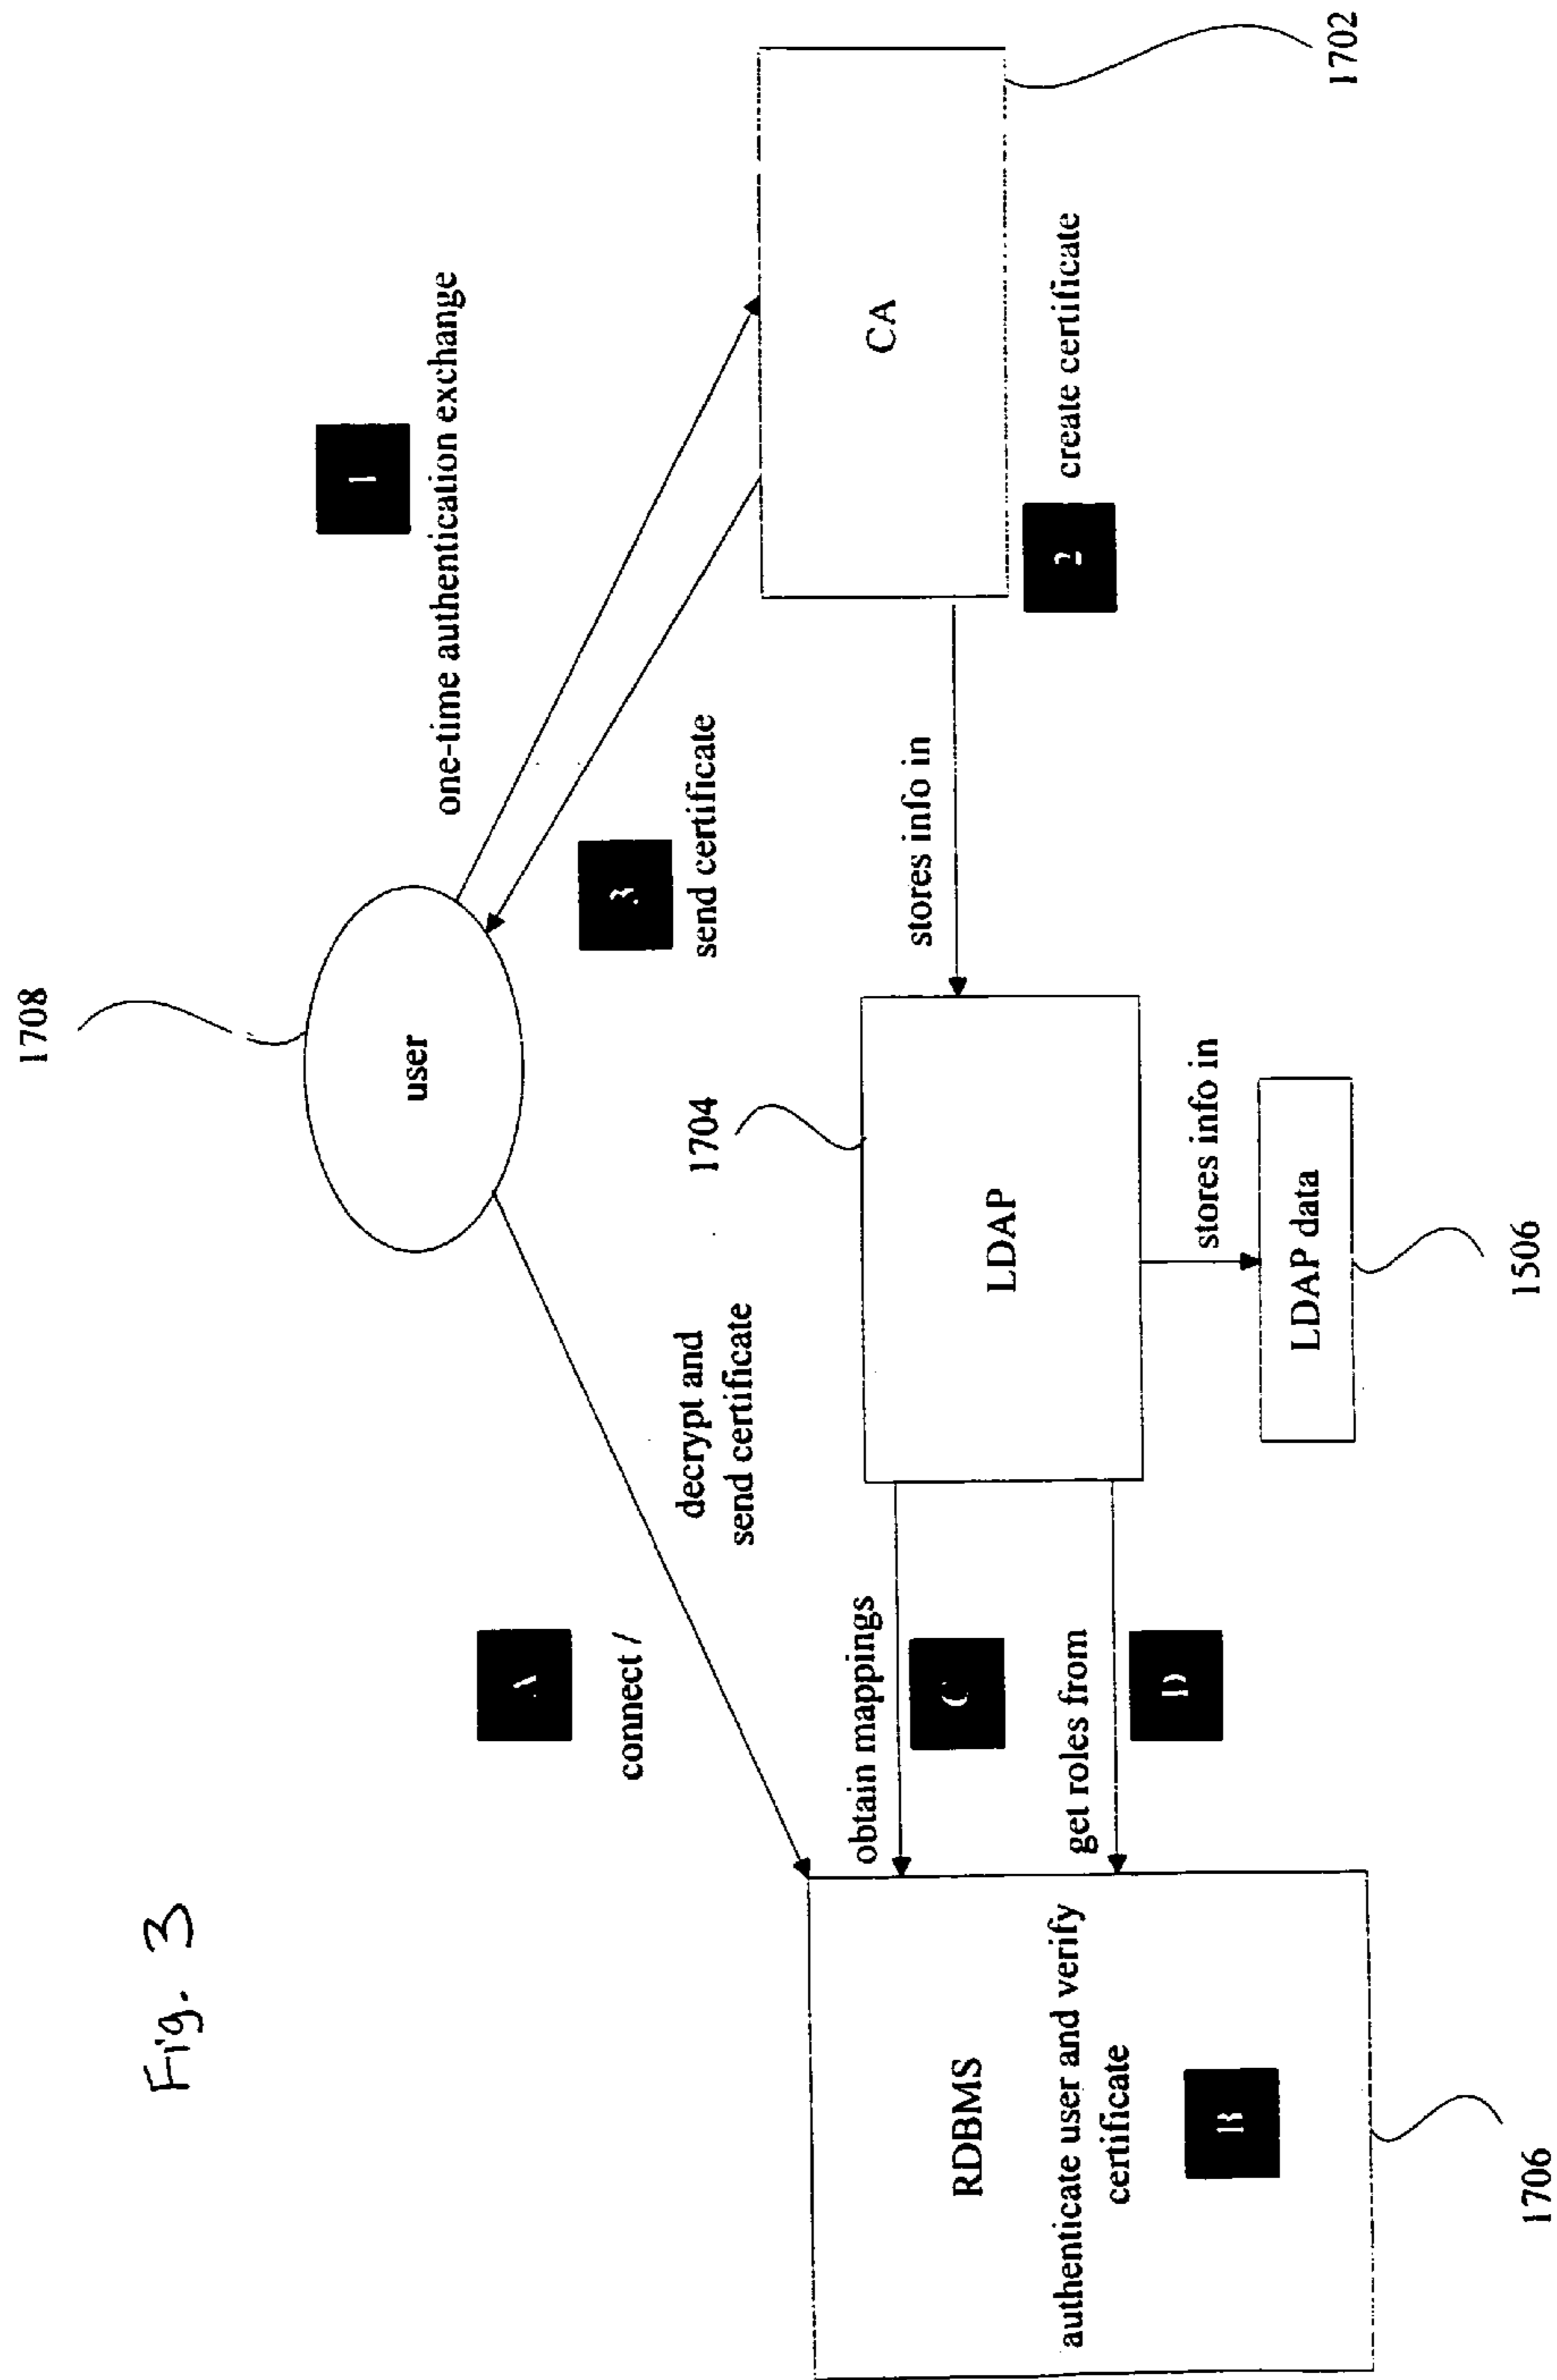 Fig. 3
1708
user
1
one-time authentication exchange
A
connect /
decrypt and
send certificate
3
send certificate
1704
RDBMS
authenticate user and verify
certificate
B
1706
obtain mappings
C
get roles from
D
LDAP
stores info in
LDAP data
1506
stores info in
CA
2
create certificate
1702